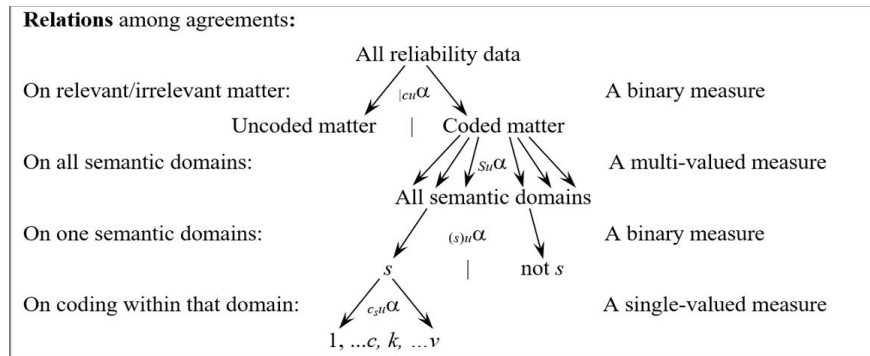 Relations among agreements:
All reliability data
On relevant/irrelevant matter: |cuα A binary measure
Uncoded matter | Coded matter
On all semantic domains: Suα A multi-valued measure
All semantic domains
On one semantic domains: (s)uα A binary measure
s | not s
On coding within that domain: csuα A single-valued measure
1, ...c, k, ...v